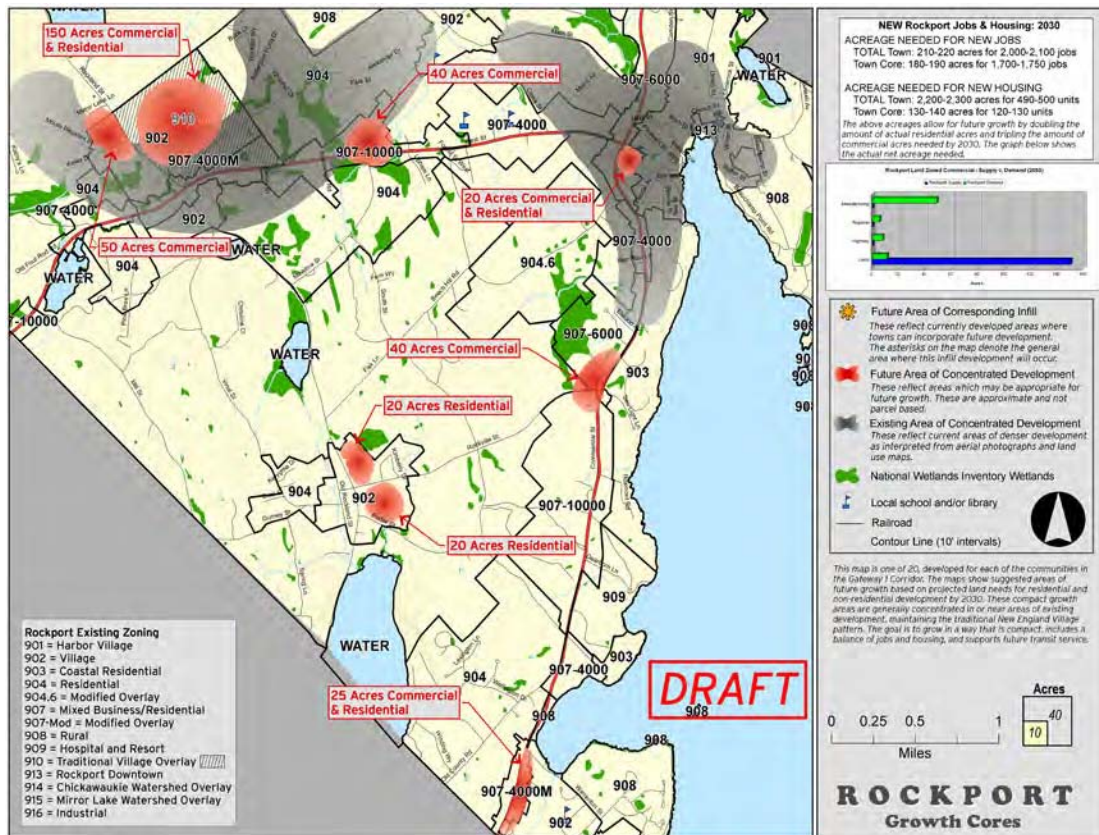 150 Acres Commercial
& Residential
908
902
904
40 Acres Commercial
907-6000
901
901
WATER
WATER
913
907-4000
910
902
907-4000M
907-10000
904
20 Acres Commercial
& Residential
908
904
907-4000
902
907-4000
50 Acres Commercial
WATER
WATER
904
904.6
-10000
WATER
907-6000
40 Acres Commercial
903
20 Acres Residential
904
902
907-10000
20 Acres Residential
909
WATER
903
907-4000
904
25 Acres Commercial
& Residential
908
DRAFT
908
908
908
907-4000M
902
Rockport Existing Zoning
901 = Harbor Village
902 = Village
903 = Coastal Residential
904 = Residential
904.6 = Modified Overlay
907 = Mixed Business/Residential
907-Mod = Modified Overlay
908 = Rural
909 = Hospital and Resort
910 = Traditional Village Overlay
913 = Rockport Downtown
914 = Chickawaukie Watershed Overlay
915 = Mirror Lake Watershed Overlay
916 = Industrial
NEW Rockport Jobs & Housing: 2030
ACREAGE NEEDED FOR NEW JOBS
TOTAL Town: 210-220 acres for 2,000-2,100 jobs
Town Core: 180-190 acres for 1,700-1,750 jobs
ACREAGE NEEDED FOR NEW HOUSING
TOTAL Town: 2,200-2,300 acres for 490-500 units
Town Core: 130-140 acres for 120-130 units
The above acreages allow for future growth by doubling the
amount of actual residential acres and tripling the amount of
commercial acres needed by 2030. The graph below shows
the actual net acreage needed.
Rockport Land Zoned Commercial : Supply v. Demand (2030)
Future Area of Corresponding Infill
These reflect currently developed areas where
towns can incorporate future development.
The asterisks on the map denote the general
area where this infill development will occur.
Future Area of Concentrated Development
These reflect areas which may be appropriate for
future growth. These are approximate and not
parcel based.
Existing Area of Concentrated Development
These reflect current areas of denser development
as interpreted from aerial photographs and land
use maps.
National Wetlands Inventory Wetlands
Local school and/or library
Railroad
Contour Line (10' intervals)
This map is one of 20, developed for each of the communities in
the Gateway 1 Corridor. The maps show suggested areas of
future growth based on projected land needs for residential and
non-residential development by 2030. These compact growth
areas are generally concentrated in or near areas of existing
development, maintaining the traditional New England Village
pattern. The goal is to grow in a way that is compact, includes a
balance of jobs and housing, and supports future transit service.
Acres
40
10
0 0.25 0.5 1
Miles
ROCKPORT
Growth Cores